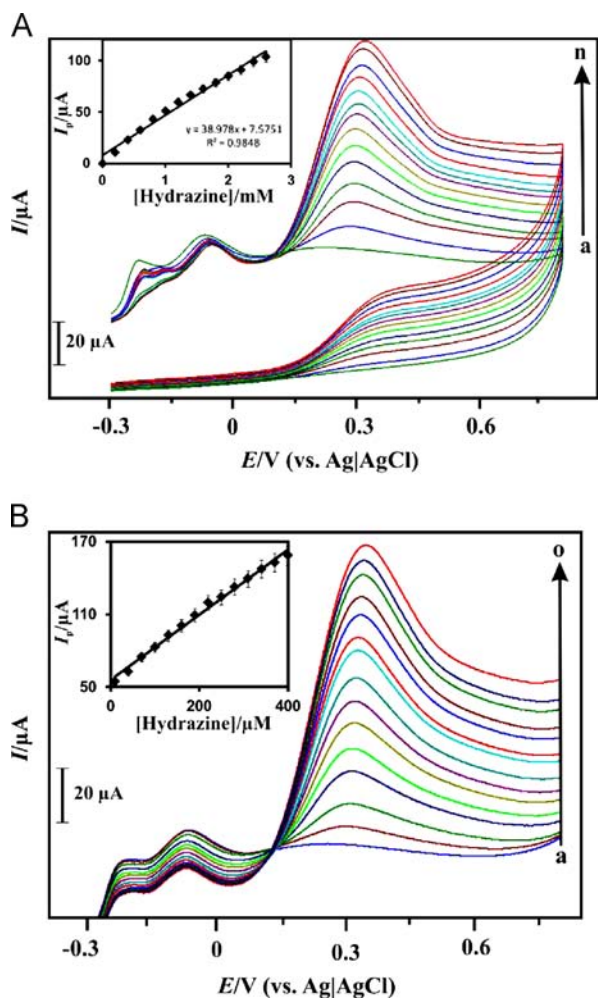 A
100
50
0
0
1
2
3
Ip/µA
y = 38.978x + 7.5751
R² = 0.9848
[Hydrazine]/mM
n
a
I/µA
20 µA
-0.3
0
0.3
0.6
E/V (vs. Ag|AgCl)
B
170
110
50
0
200
400
Ip/µA
[Hydrazine]/µM
o
a
I/µA
20 µA
-0.3
0
0.3
0.6
E/V (vs. Ag|AgCl)